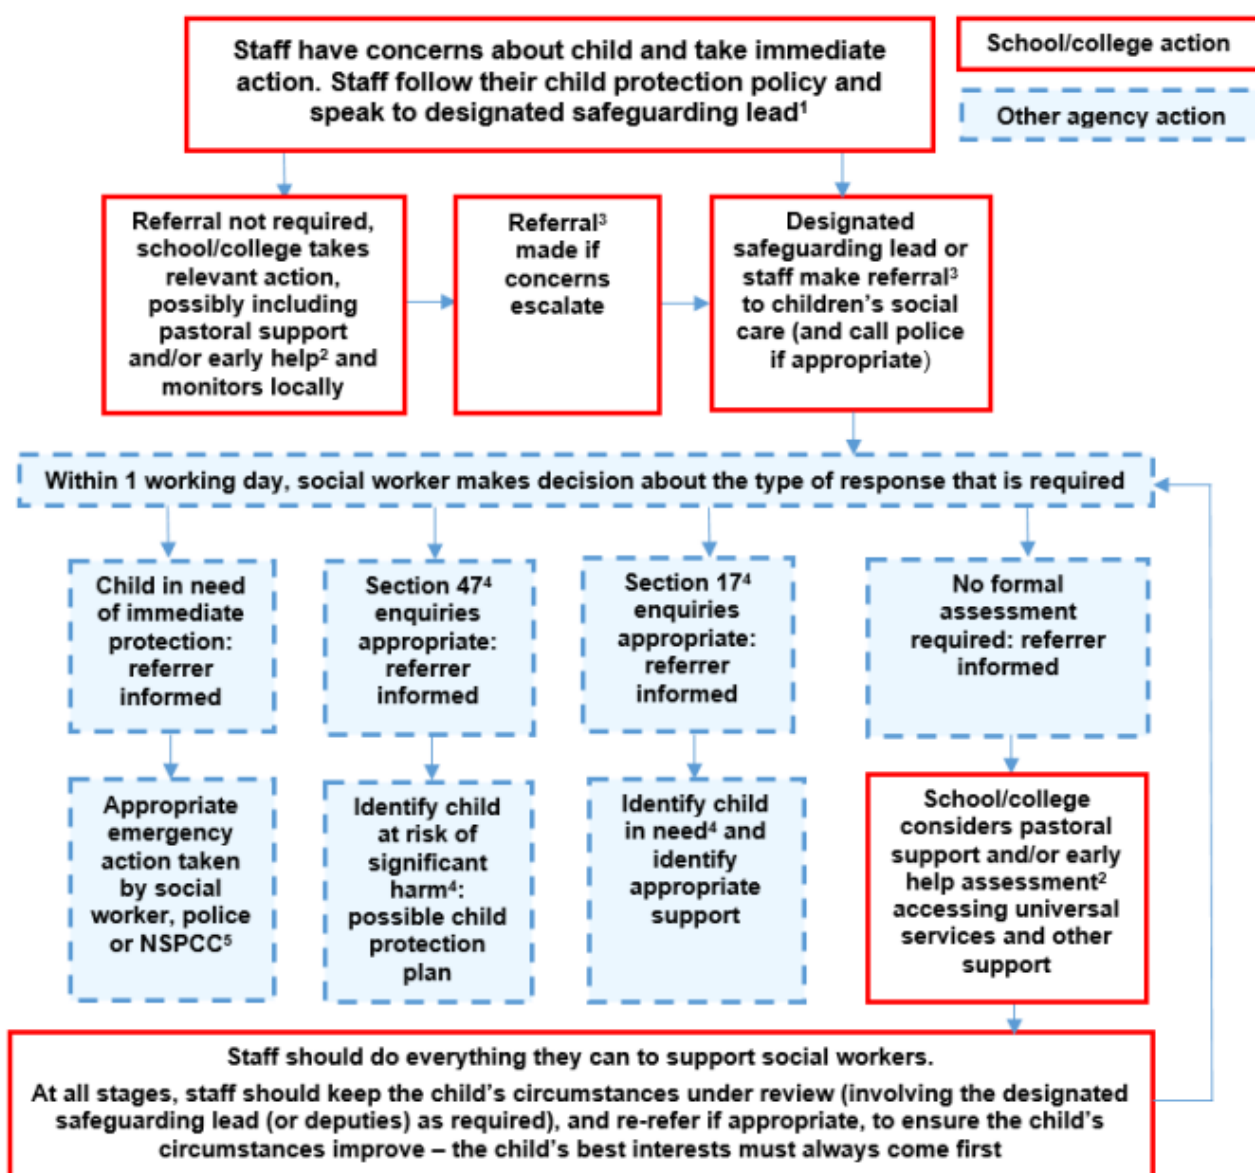 Staff have concerns about child and take immediate
action. Staff follow their child protection policy and
speak to designated safeguarding lead¹
School/college action
Other agency action
Referral not required,
school/college takes
relevant action,
possibly including
pastoral support
and/or early help² and
monitors locally
Referral³
made if
concerns
escalate
Designated
safeguarding lead or
staff make referral³
to children's social
care (and call police
if appropriate)
Within 1 working day, social worker makes decision about the type of response that is required
Child in need
of immediate
protection:
referrer
informed
Section 47⁴
enquiries
appropriate:
referrer
informed
Section 17⁴
enquiries
appropriate:
referrer
informed
No formal
assessment
required: referrer
informed
Appropriate
emergency
action taken
by social
worker, police
or NSPCC⁵
Identify child
at risk of
significant
harm⁴:
possible child
protection
plan
Identify child
in need⁴ and
identify
appropriate
support
School/college
considers pastoral
support and/or early
help assessment²
accessing universal
services and other
support
Staff should do everything they can to support social workers.
At all stages, staff should keep the child's circumstances under review (involving the designated
safeguarding lead (or deputies) as required), and re-refer if appropriate, to ensure the child's
circumstances improve – the child's best interests must always come first